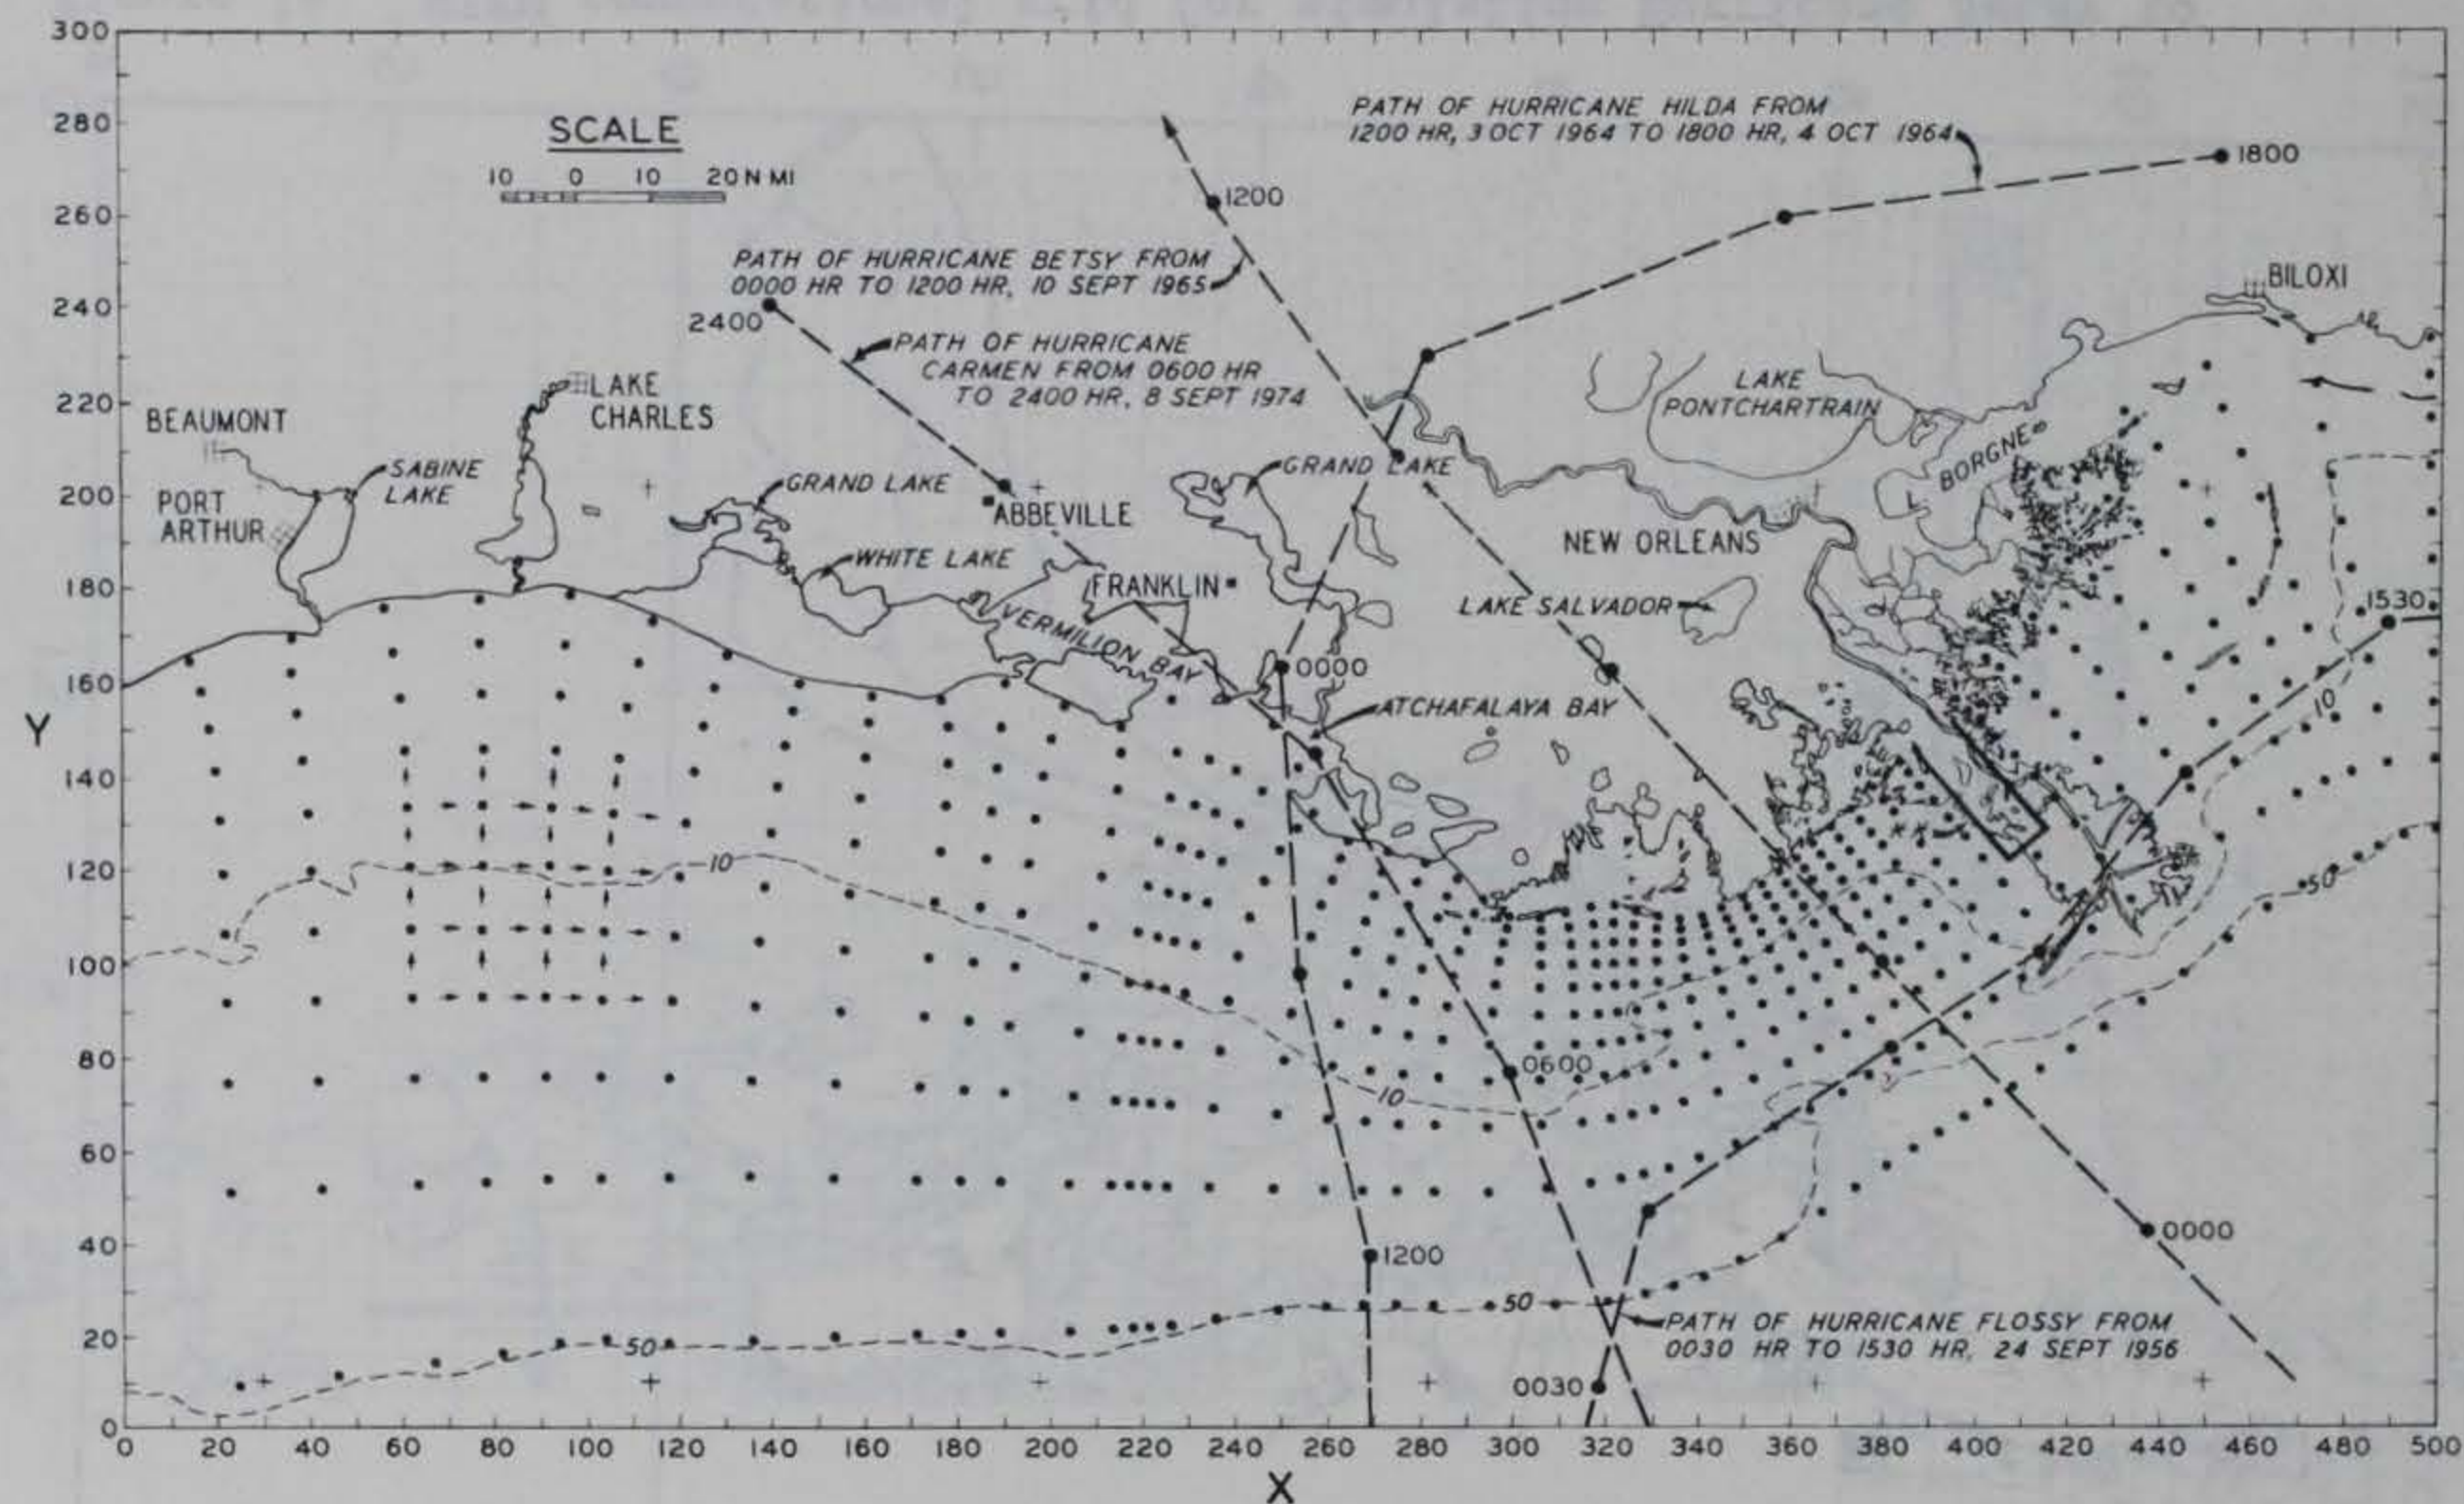 300
280
260
240
220
200
180
160
140
120
100
80
60
40
20
0
Y
SCALE
10 0 10 20 N MI
PATH OF HURRICANE HILDA FROM
1200 HR, 3 OCT 1964 TO 1800 HR, 4 OCT 1964
1800
1200
PATH OF HURRICANE BETSY FROM
0000 HR TO 1200 HR, 10 SEPT 1965
2400
PATH OF HURRICANE
CARMEN FROM 0600 HR
TO 2400 HR, 8 SEPT 1974
BILOXI
LAKE
CHARLES
BEAUMONT
LAKE
PONTCHARTRAIN
SABINE
LAKE
PORT
ARTHUR
GRAND LAKE
GRAND LAKE
BORGNE
ABBEVILLE
NEW ORLEANS
WHITE LAKE
FRANKLIN
LAKE SALVADOR
1530
VERMILION BAY
0000
ATCHAFALAYA BAY
10
10
50
0600
10
0000
1200
50
PATH OF HURRICANE FLOSSY FROM
0030 HR TO 1530 HR, 24 SEPT 1956
50
0030
0 20 40 60 80 100 120 140 160 180 200 220 240 260 280 300 320 340 360 380 400 420 440 460 480 500
X